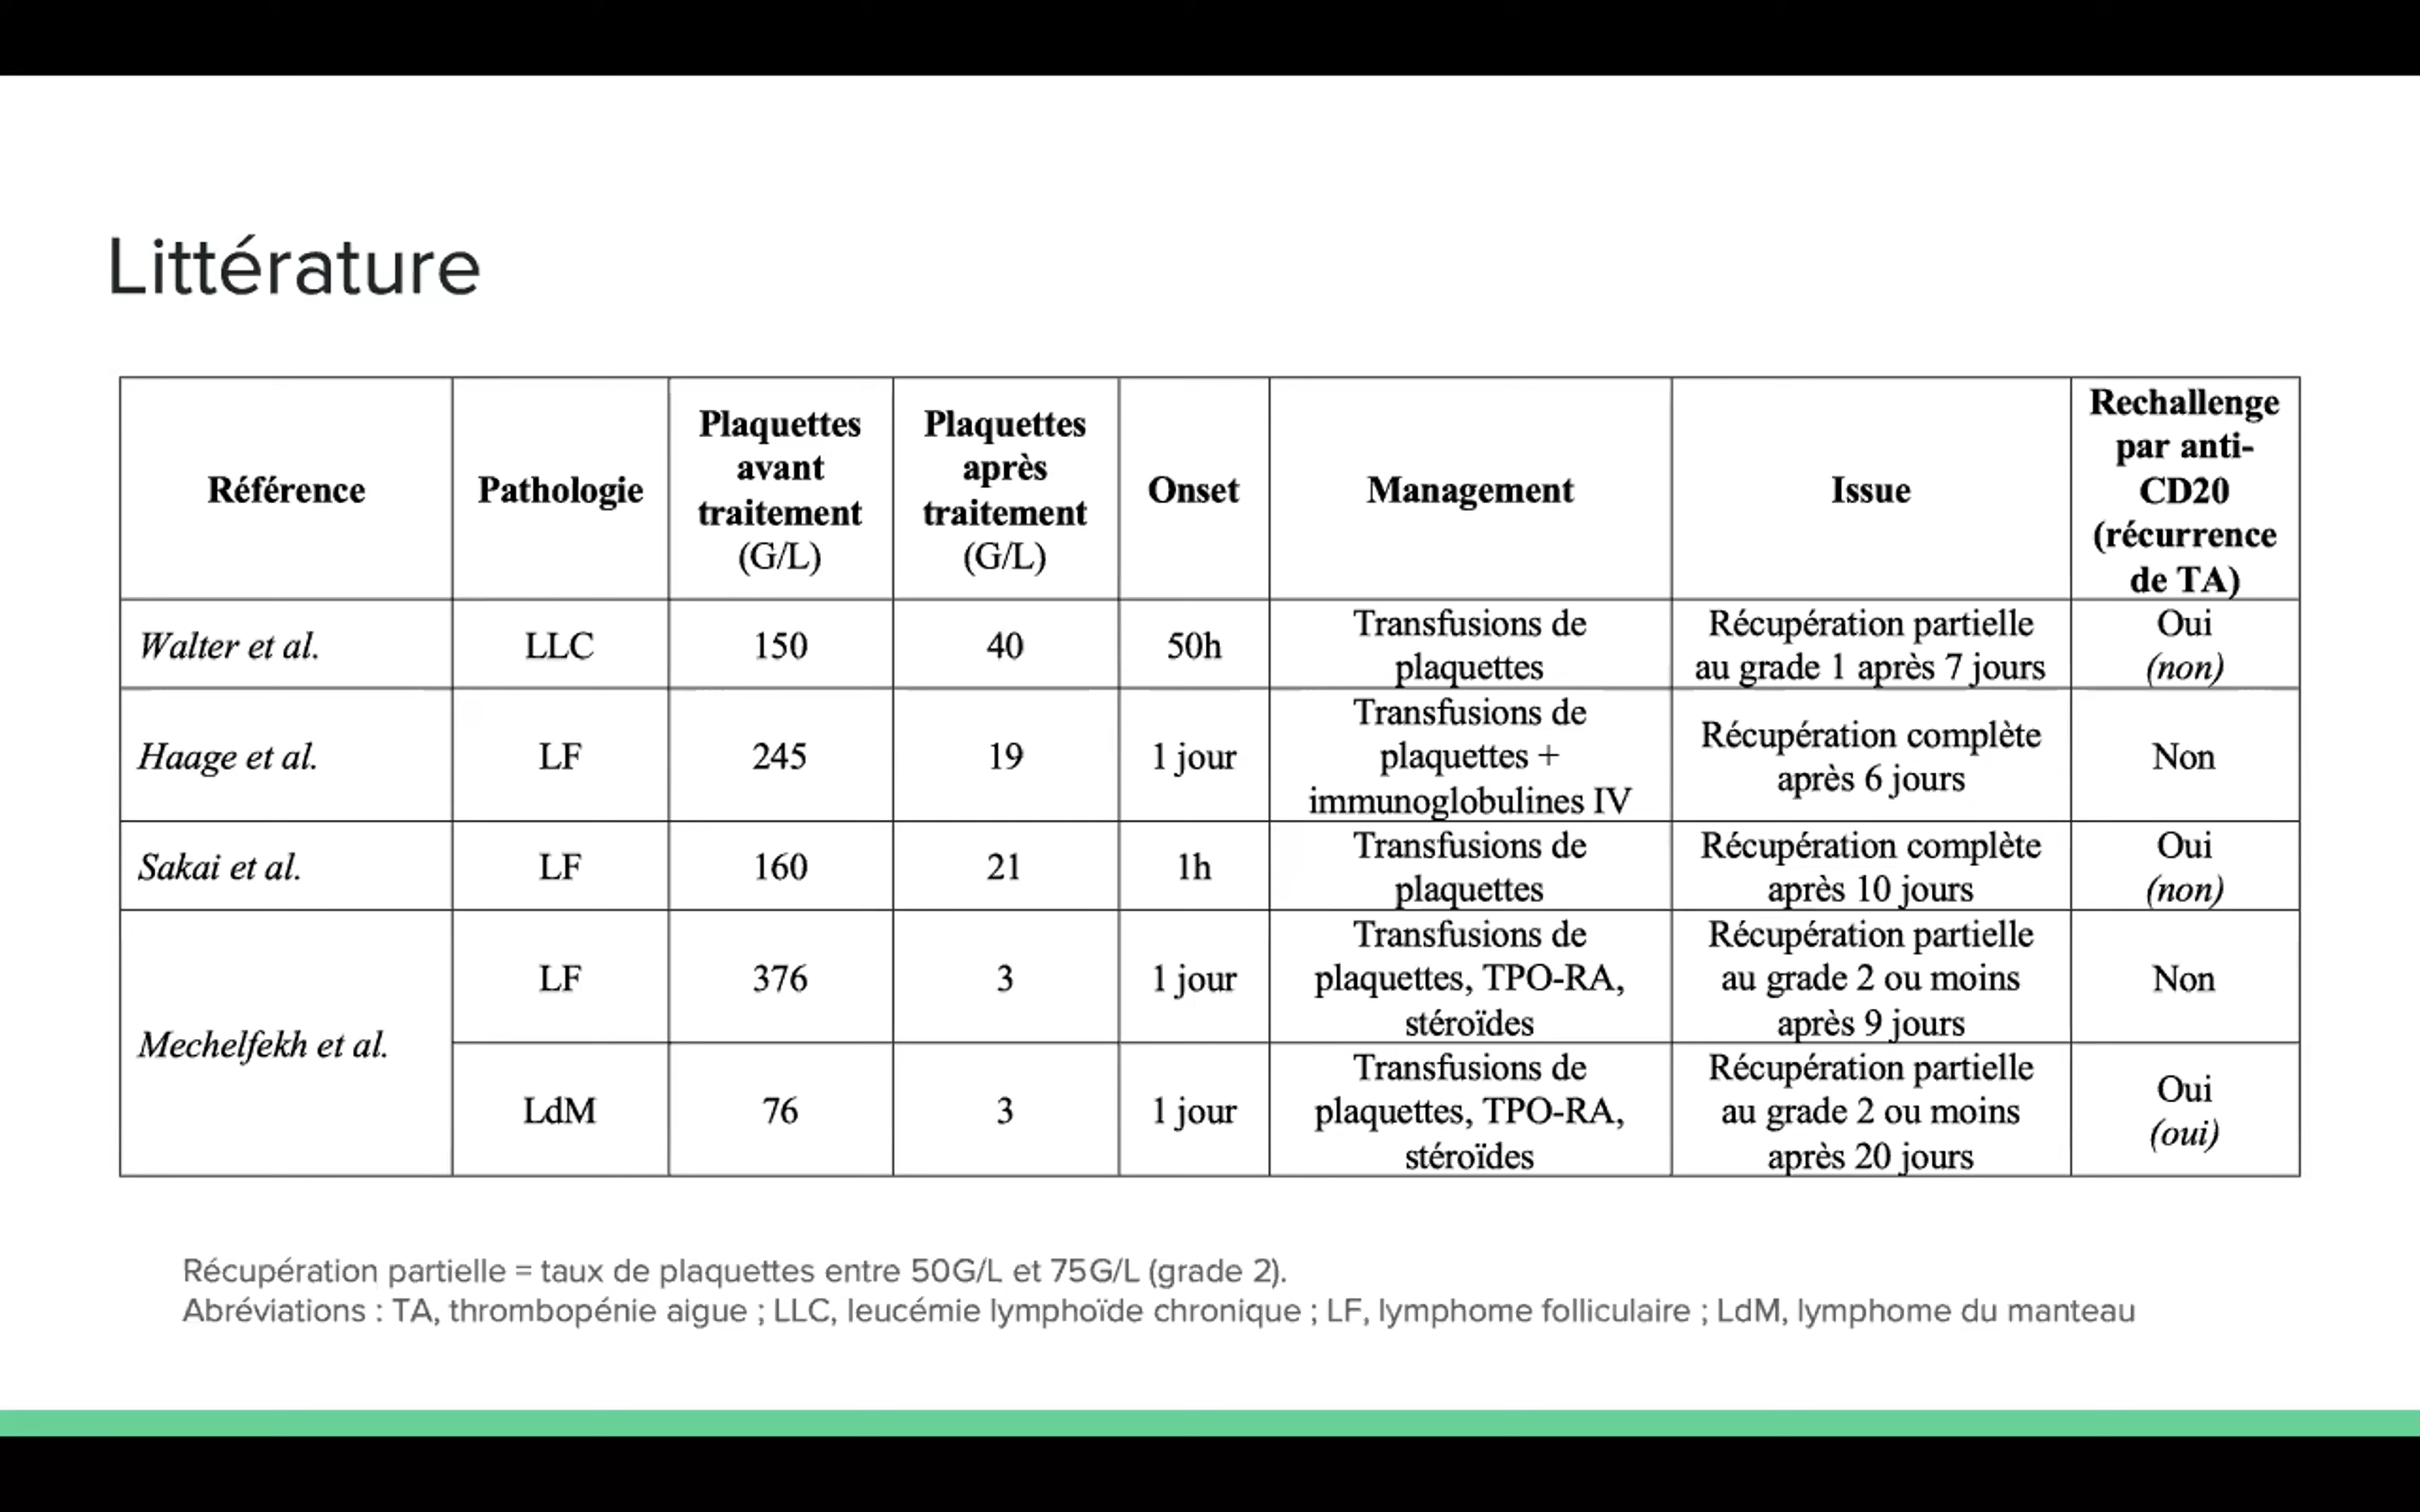 Littérature
Référence
Pathologie
Plaquettes
avant
traitement
(G/L)
Plaquettes
après
traitement
(G/L)
Onset
Management
Issue
Rechallenge
par anti-
CD20
(récurrence
de TA)
Walter et al.
LLC
150
40
50h
Transfusions de
plaquettes
Récupération partielle
au grade 1 après 7 jours
Oui
(non)
Haage et al.
LF
245
19
1 jour
Transfusions de
plaquettes +
immunoglobulines IV
Récupération complète
après 6 jours
Non
Sakai et al.
LF
160
21
1h
Transfusions de
plaquettes
Récupération complète
après 10 jours
Oui
(non)
Mechelfekh et al.
LF
376
3
1 jour
Transfusions de
plaquettes, TPO-RA,
stéroïdes
Récupération partielle
au grade 2 ou moins
après 9 jours
Non
LdM
76
3
1 jour
Transfusions de
plaquettes, TPO-RA,
stéroïdes
Récupération partielle
au grade 2 ou moins
après 20 jours
Oui
(oui)
Récupération partielle = taux de plaquettes entre 50G/L et 75G/L (grade 2).
Abréviations : TA, thrombopénie aigue ; LLC, leucémie lymphoïde chronique ; LF, lymphome folliculaire ; LdM, lymphome du manteau